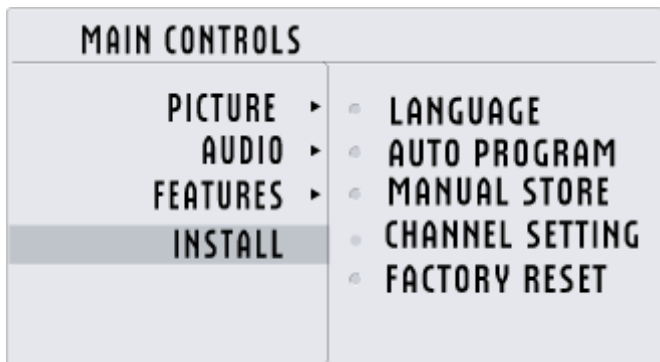 MAIN CONTROLS
PICTURE
AUDIO
FEATURES
INSTALL
LANGUAGE
AUTO PROGRAM
MANUAL STORE
CHANNEL SETTING
FACTORY RESET